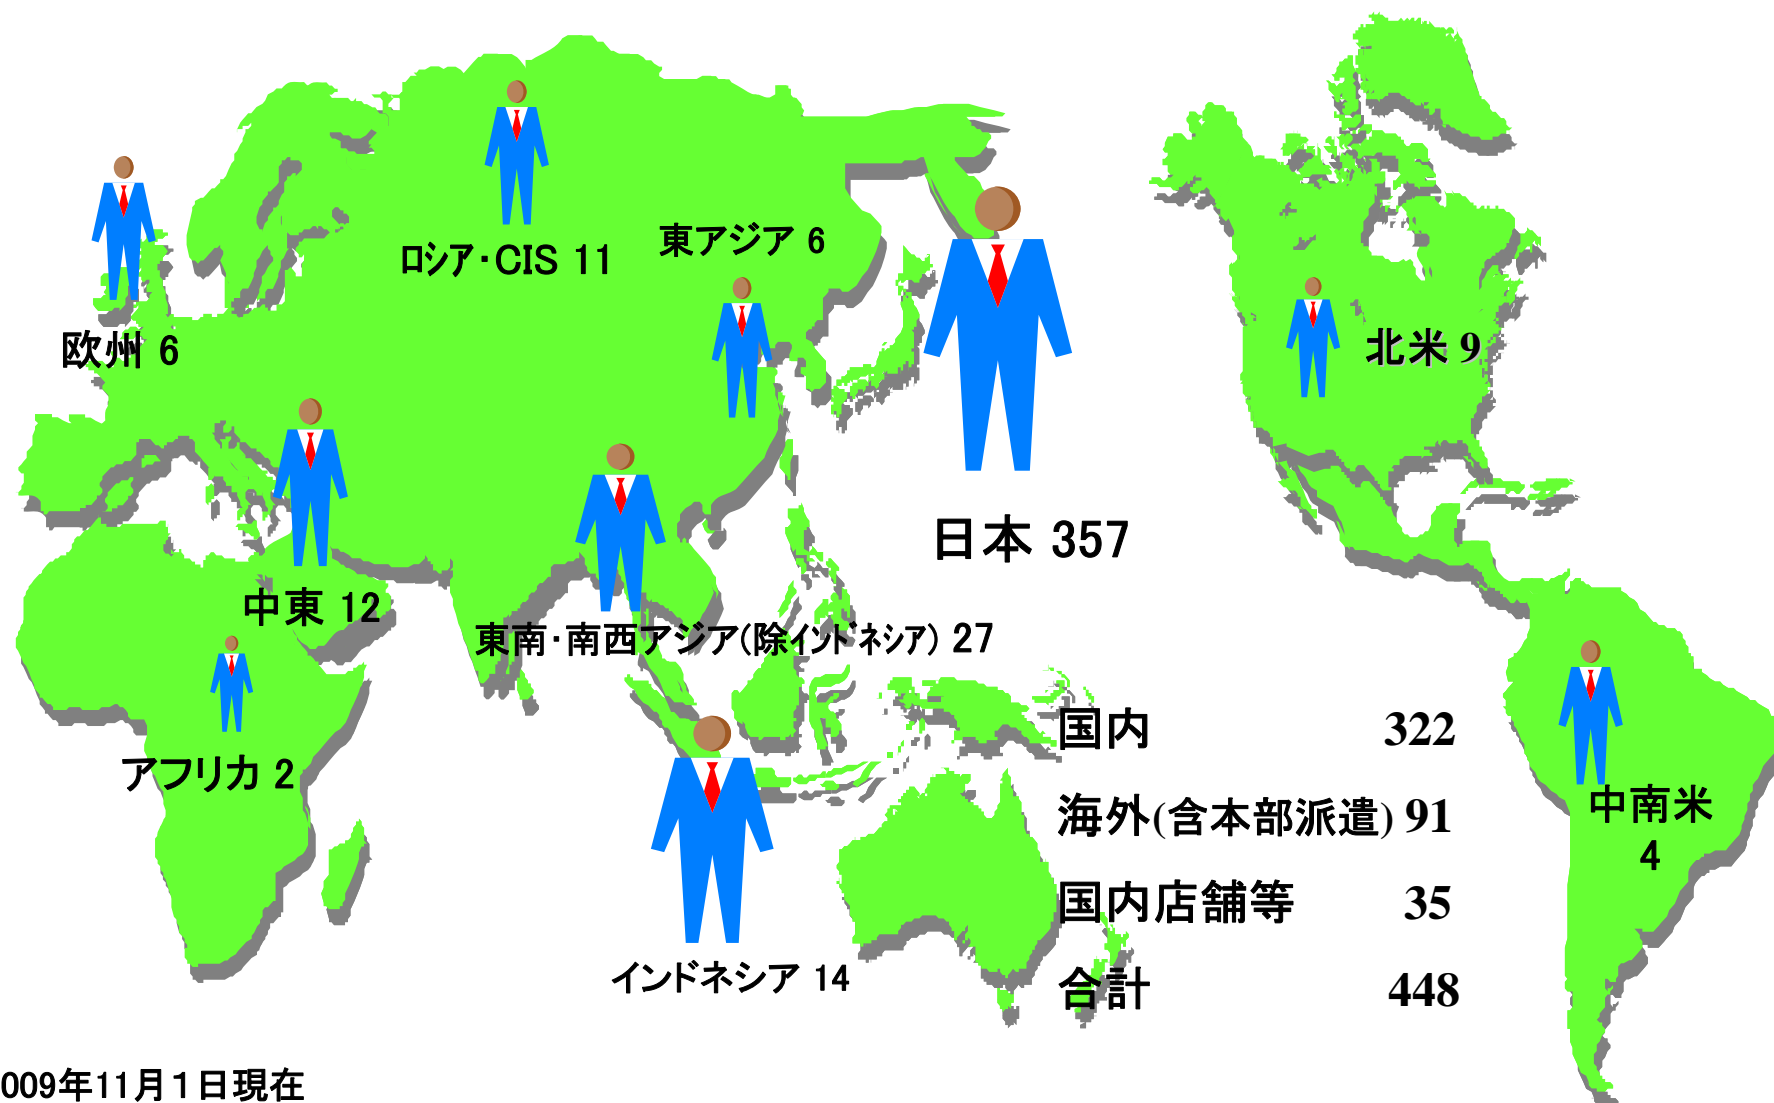 ロシア・CIS 11
東アジア 6
欧州 6
北米 9
日本 357
中東 12
東南・南西アジア(除インドネシア) 27
アフリカ 2
国内 322
海外(含本部派遣) 91
中南米
4
国内店舗等 35
インドネシア 14
合計 448
009年11月１日現在